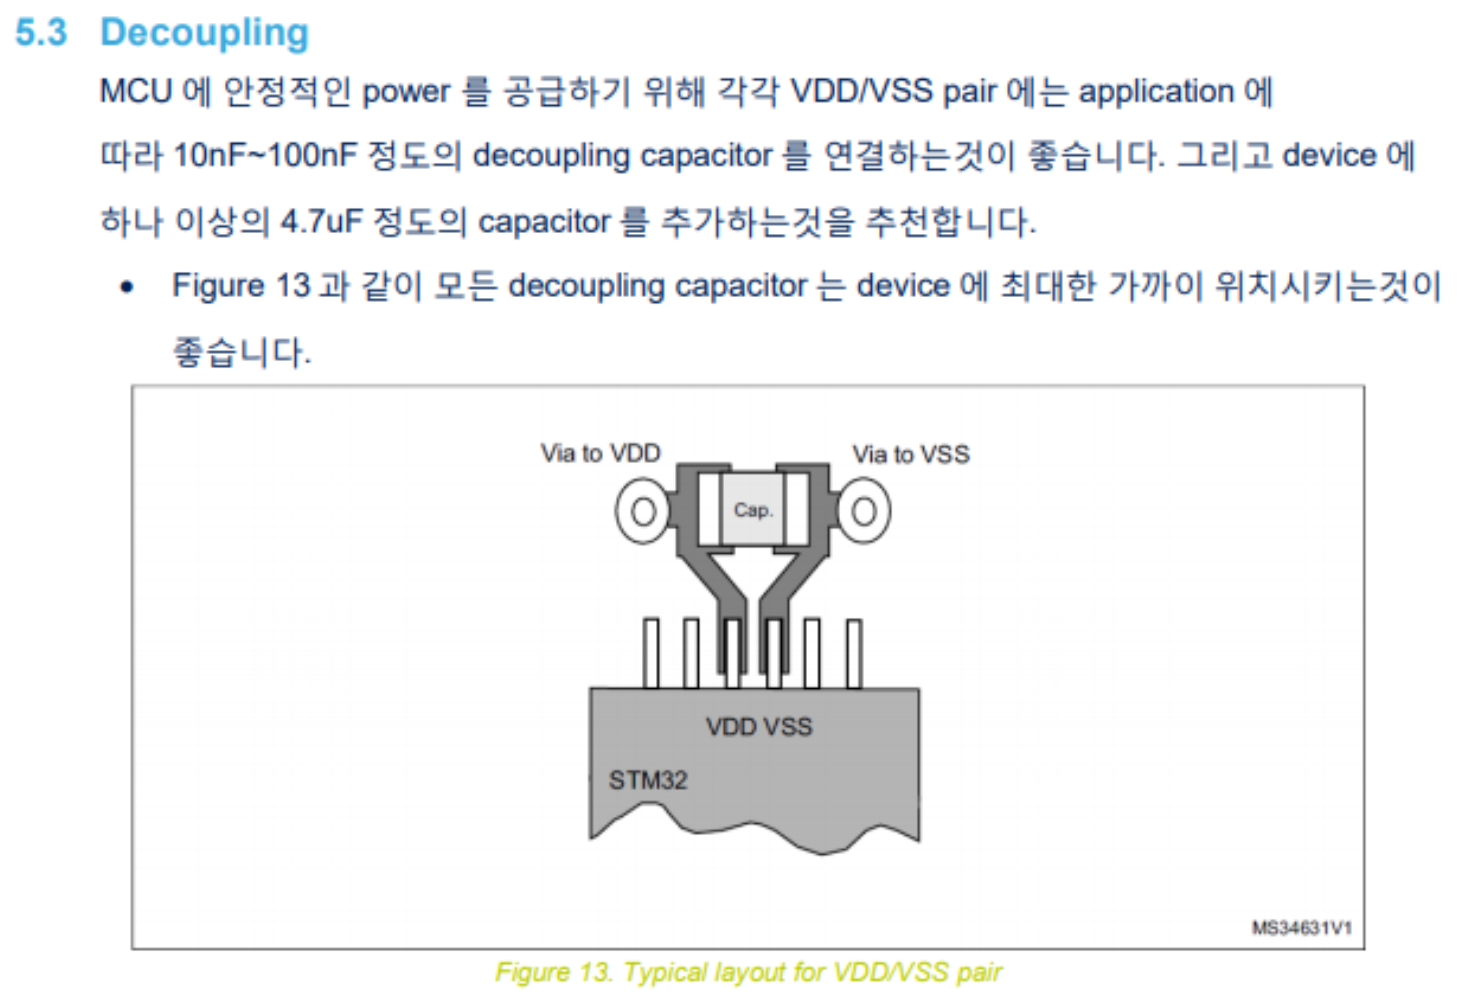 5.3 Decoupling
MCU 에 안정적인 power 를 공급하기 위해 각각 VDD/VSS pair 에는 application 에
따라 10nF~100nF 정도의 decoupling capacitor 를 연결하는것이 좋습니다. 그리고 device 에
하나 이상의 4.7uF 정도의 capacitor 를 추가하는것을 추천합니다.
• Figure 13 과 같이 모든 decoupling capacitor 는 device 에 최대한 가까이 위치시키는것이
좋습니다.
Via to VDD
Via to VSS
Cap.
VDD VSS
STM32
MS34631V1
Figure 13. Typical layout for VDD/VSS pair